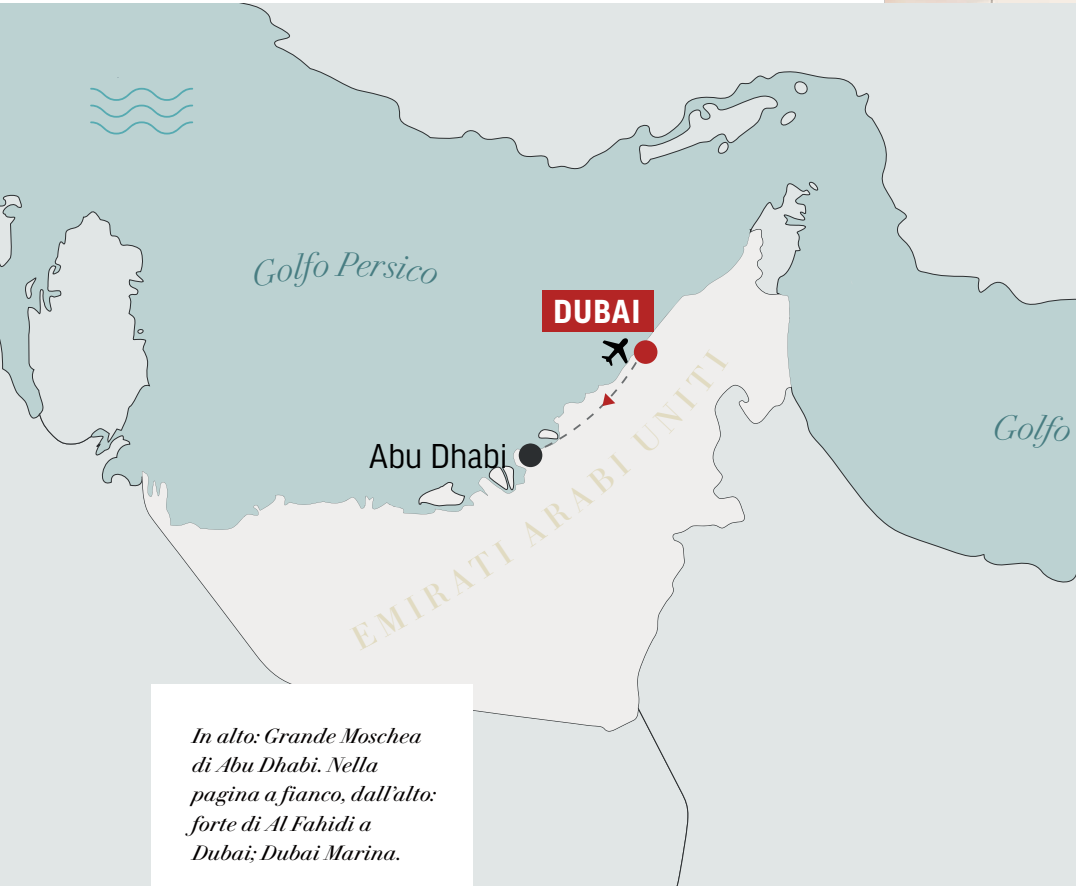 Golfo Persico
DUBAI
Abu Dhabi
Golfo
EMIRATI ARABI UNITI
In alto: Grande Moschea
di Abu Dhabi. Nella
pagina a fianco, dall'alto:
forte di Al Fahidi a
Dubai; Dubai Marina.